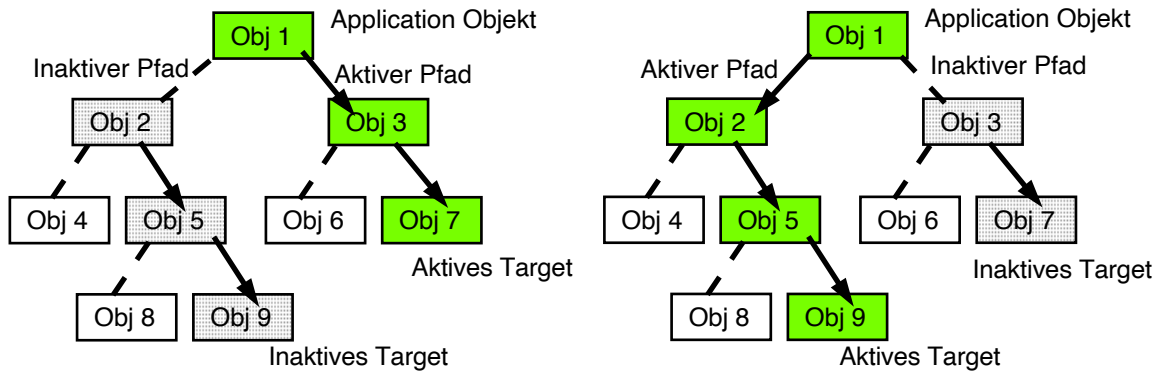 Obj 1
Application Objekt
Inaktiver Pfad
Aktiver Pfad
Obj 2
Obj 3
Obj 4
Obj 5
Obj 6
Obj 7
Aktives Target
Obj 8
Obj 9
Inaktives Target
Obj 1
Application Objekt
Aktiver Pfad
Inaktiver Pfad
Obj 2
Obj 3
Obj 4
Obj 5
Obj 6
Obj 7
Inaktives Target
Obj 8
Obj 9
Aktives Target